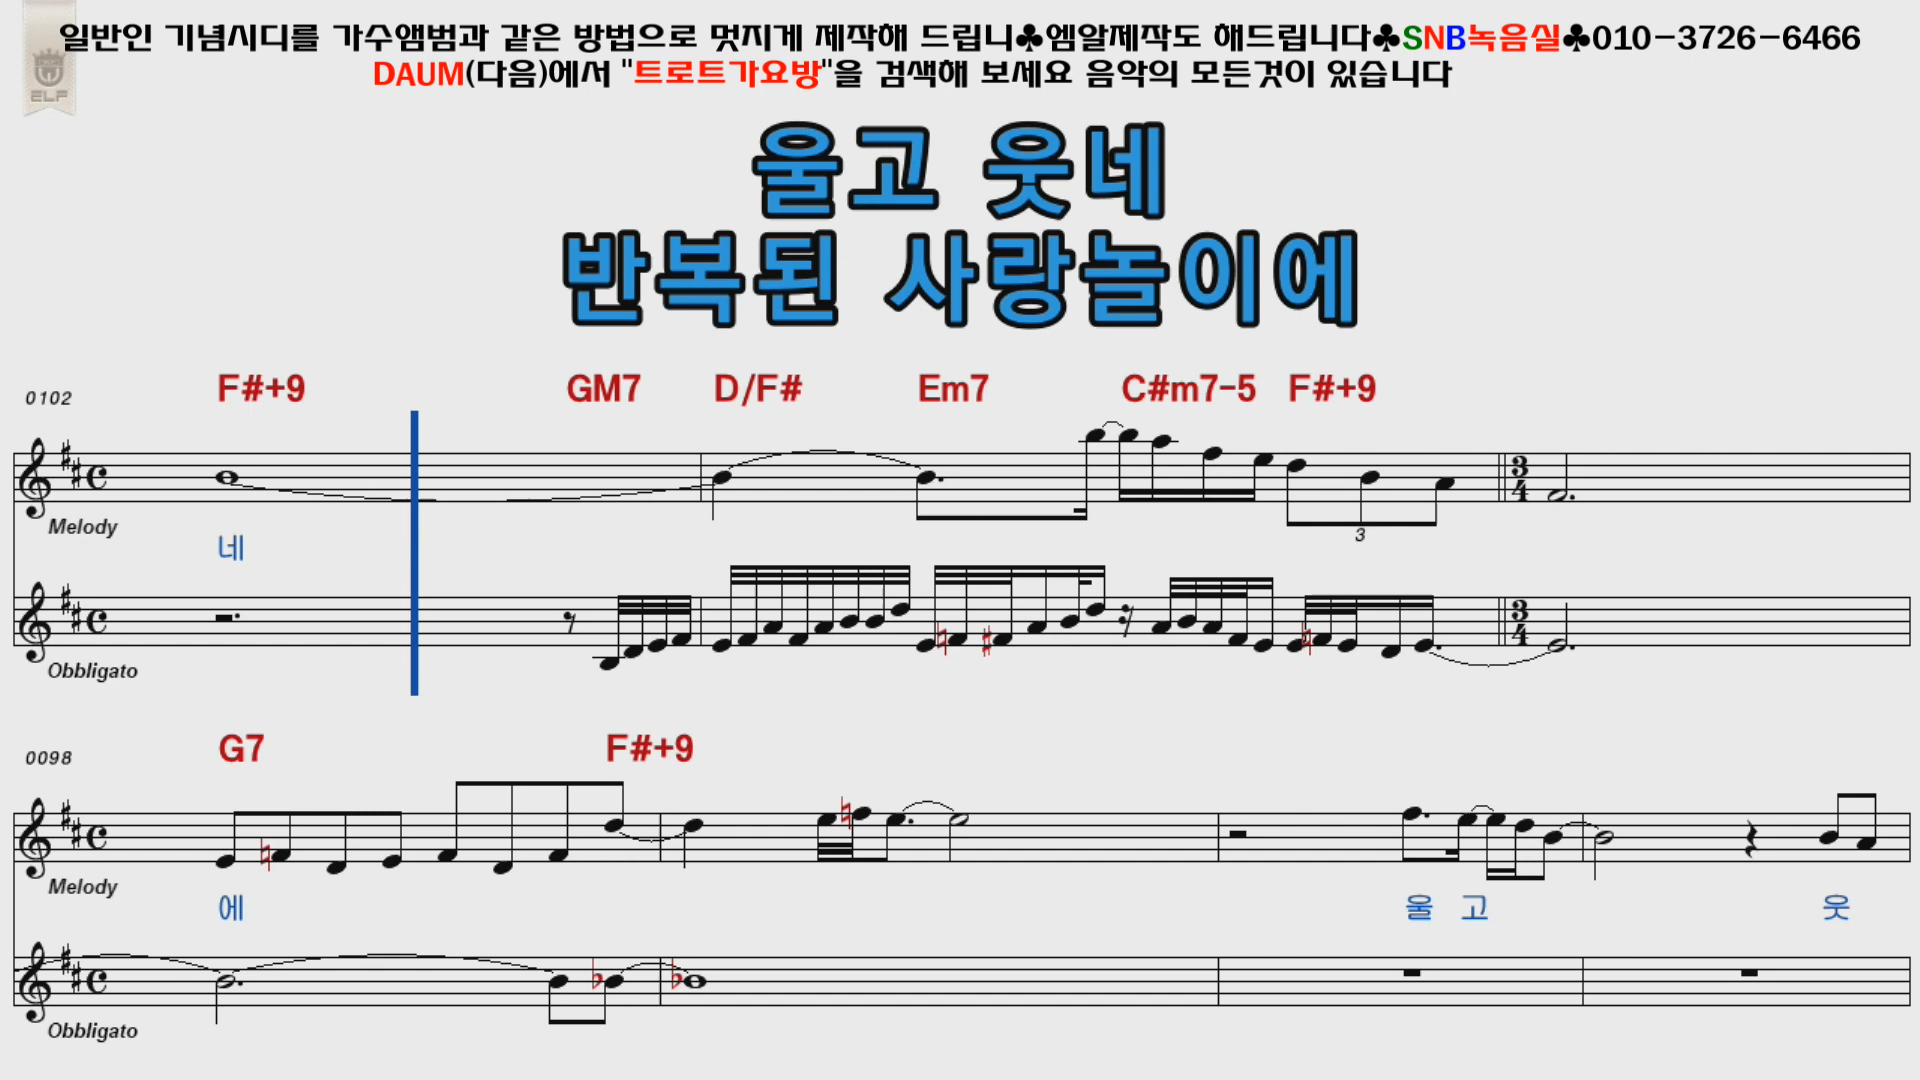 일반인 기념시디를 가수앨범과 같은 방법으로 멋지게 제작해 드립니♣엠알제작도 해드립니다♣SNB녹음실♣010-3726-6466
DAUM(다음)에서 "트로트가요방"을 검색해 보세요 음악의 모든것이 있습니다
ELF
울고 웃네
반복된 사랑놀이에
0102 F#+9 GM7 D/F# Em7 C#m7-5 F#+9
3
4
Melody
3
네
3
4
Obbligato
0098 G7 F#+9
Melody
에 울 고 웃
Obbligato